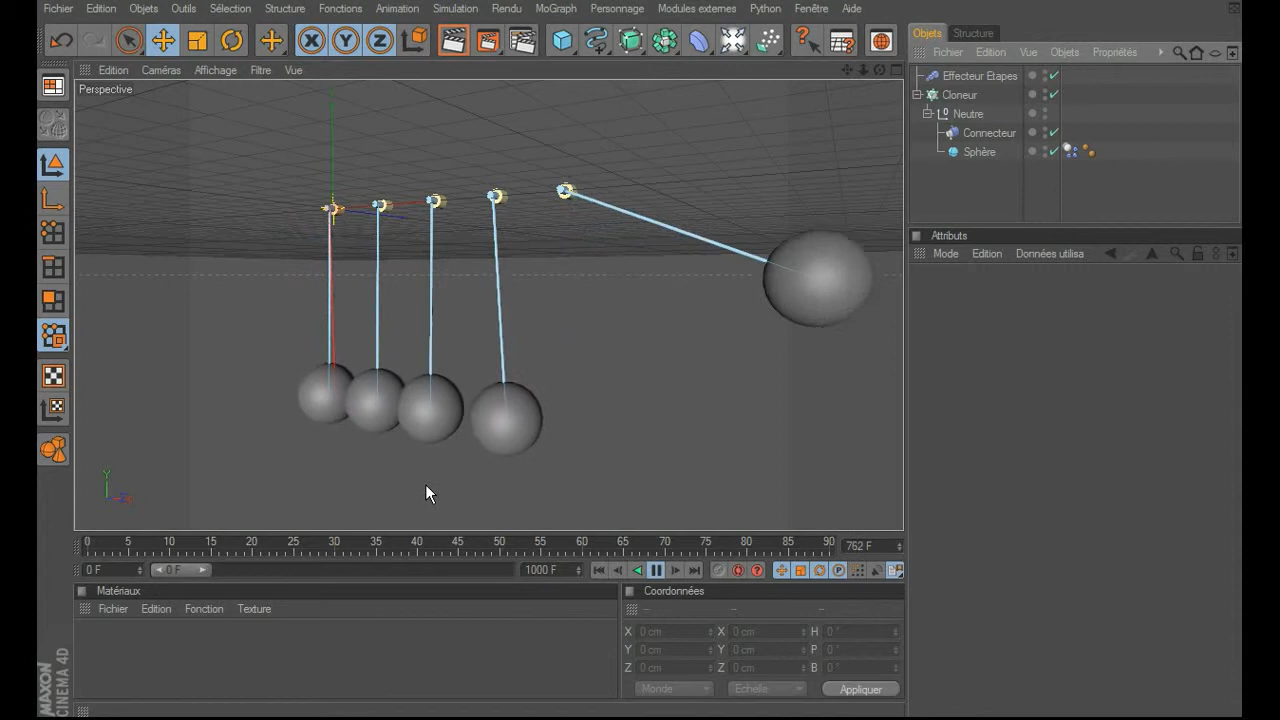 Fichier Edition Objets Outils Sélection Structure Fonctions Animation Simulation Rendu MoGraph Personnage Modules externes Python Fenêtre Aide
X Y Z
Objets Structure
Fichier Edition Vue Objets Propriétés
Edition Caméras Affichage Filtre Vue
Perspective
Effecteur Etapes
Cloneur
Neutre
Connecteur
Sphère
Attributs
Mode Edition Données utilisa
Y
0 5 10 15 20 25 30 35 40 45 50 55 60 65 70 75 80 85 90 762 F
0 F 0 F 1000 F
Matériaux
Fichier Edition Fonction Texture
Coordonnées
-- -- --
X 0 cm X 0 cm H 0 °
Y 0 cm Y 0 cm P 0 °
Z 0 cm Z 0 cm B 0 °
Monde Echelle Appliquer
MAXON
CINEMA 4D